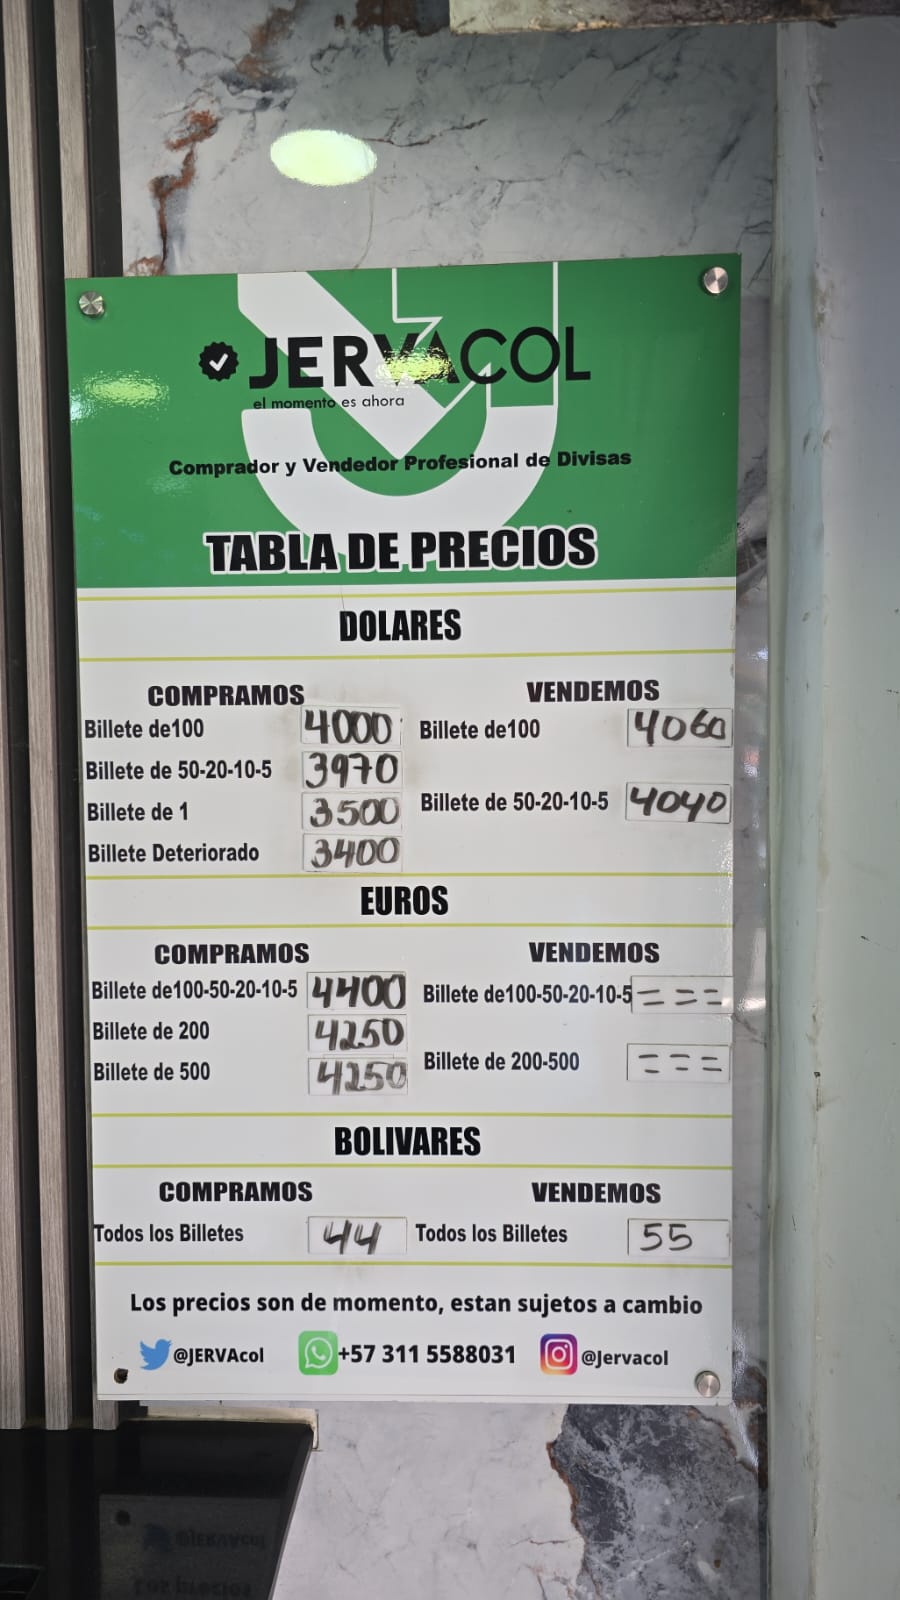 JERVACOL
el momento es ahora
Comprador y Vendedor Profesional de Divisas
TABLA DE PRECIOS
DOLARES
COMPRAMOS VENDEMOS
Billete de100 4000 Billete de100 4060
Billete de 50-20-10-5 3970
Billete de 50-20-10-5 4040
Billete de 1 3500
Billete Deteriorado 3400
EUROS
COMPRAMOS VENDEMOS
Billete de100-50-20-10-5 4400 Billete de100-50-20-10-5 = = =
Billete de 200 4250
Billete de 200-500 = = =
Billete de 500 4250
BOLIVARES
COMPRAMOS VENDEMOS
Todos los Billetes 44 Todos los Billetes 55
Los precios son de momento, estan sujetos a cambio
@JERVAcol +57 311 5588031 @Jervacol